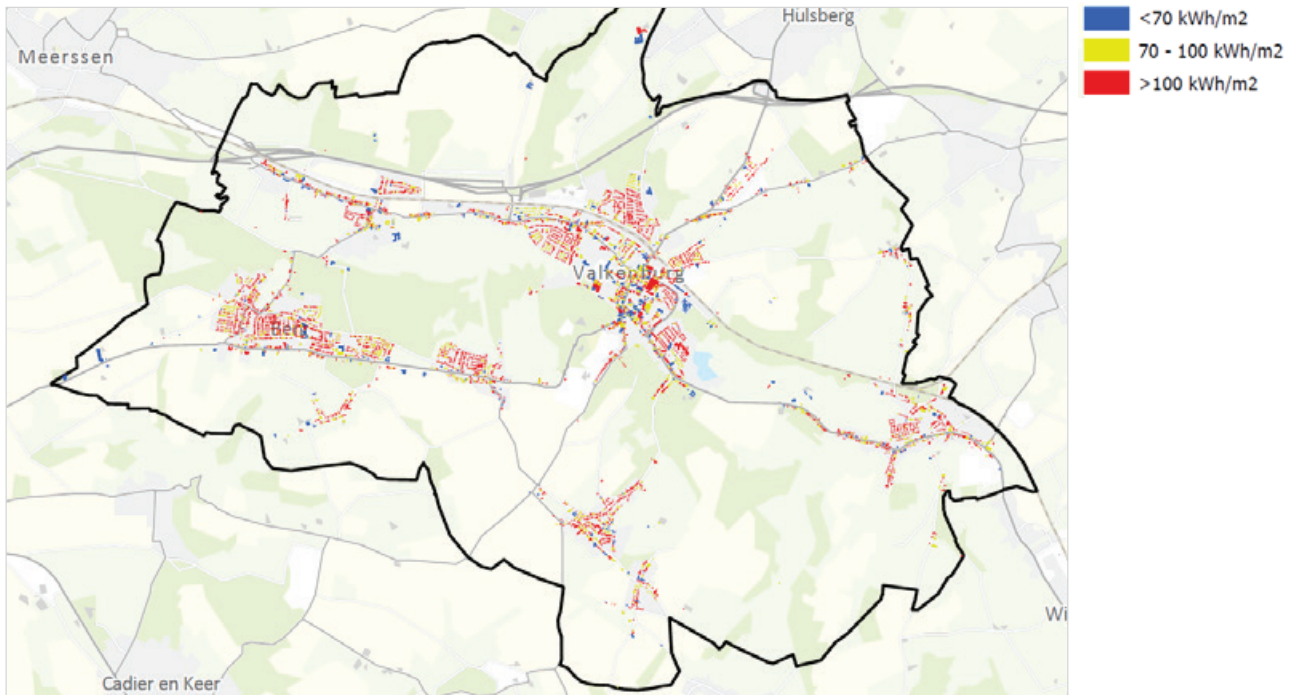 Hulsberg
<70 kWh/m2
Meerssen
70 - 100 kWh/m2
>100 kWh/m2
Valkenburg
Berg
Wi
Cadier en Keer